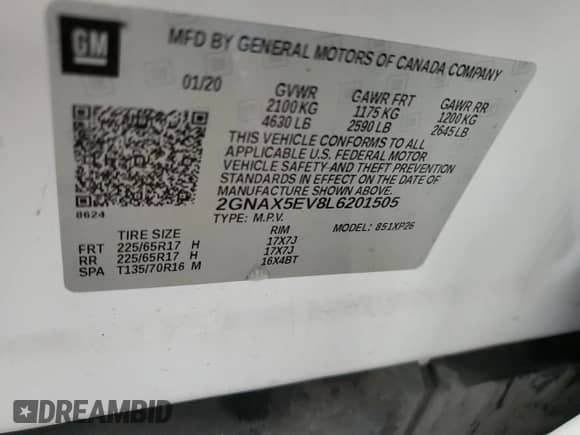 GM
MFD BY GENERAL MOTORS OF CANADA COMPANY
01/20 GVWR GAWR FRT GAWR RR
2100 KG 1175 KG 1200 KG
4630 LB 2590 LB 2645 LB
THIS VEHICLE CONFORMS TO ALL
APPLICABLE U.S. FEDERAL MOTOR
VEHICLE SAFETY AND THEFT PREVENTION
STANDARDS IN EFFECT ON THE DATE OF
MANUFACTURE SHOWN ABOVE.
8624 2GNAX5EV8L6201505
TYPE: M.P.V. MODEL: 851XP26
TIRE SIZE RIM
FRT 225/65R17 H 17X7J
RR 225/65R17 H 17X7J
SPA T135/70R16 M 16X4BT
DREAMBID